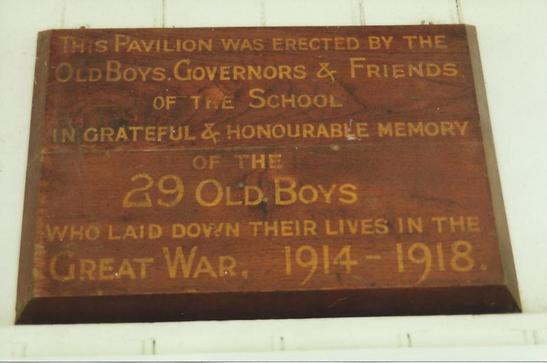 THIS PAVILION WAS ERECTED BY THE
OLD BOYS, GOVERNORS & FRIENDS
OF THE SCHOOL
IN GRATEFUL & HONOURABLE MEMORY
OF THE
29 OLD BOYS
WHO LAID DOWN THEIR LIVES IN THE
GREAT WAR, 1914-1918.